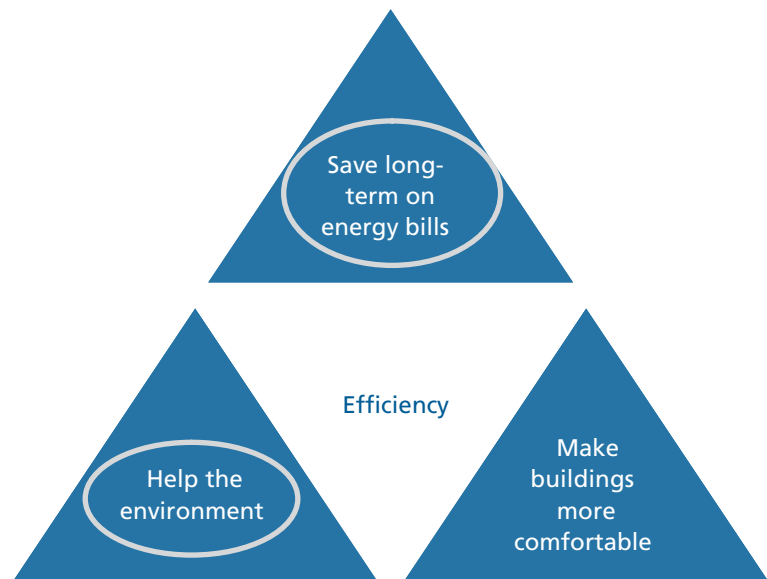 Save long-
term on
energy bills
Efficiency
Help the
environment
Make
buildings
more
comfortable